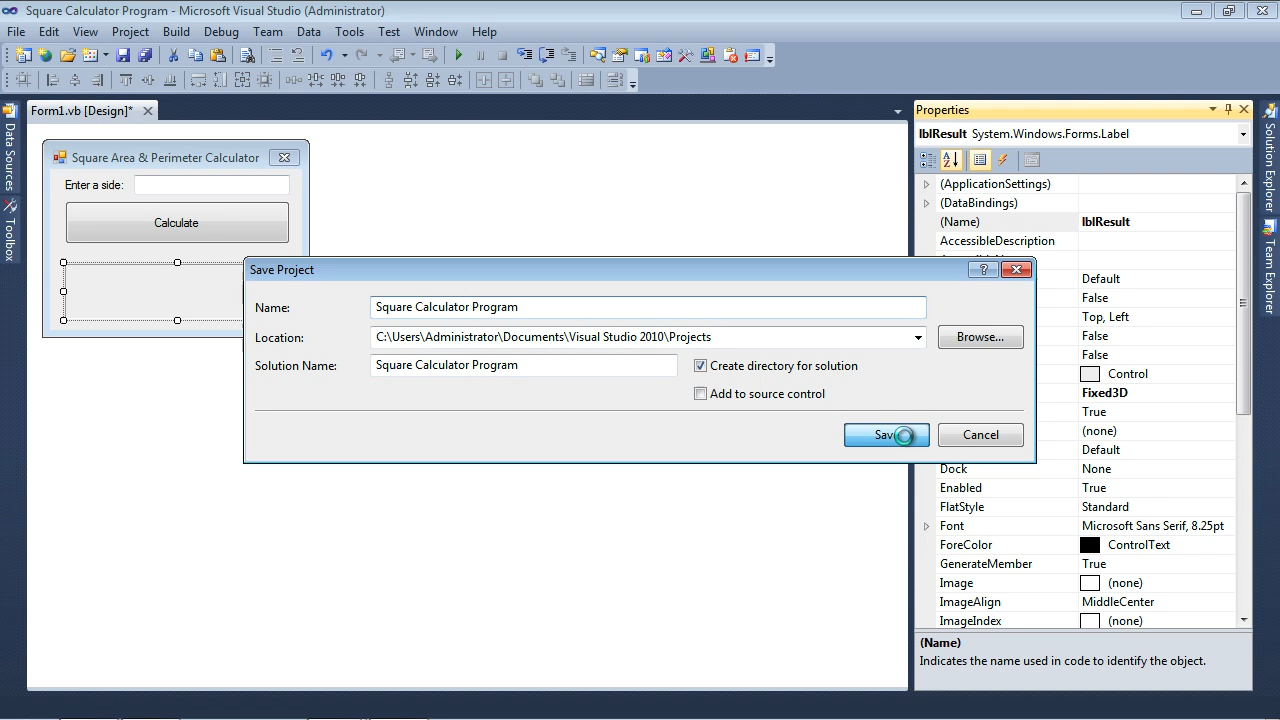 Square Calculator Program - Microsoft Visual Studio (Administrator)
File Edit View Project Build Debug Team Data Tools Test Window Help
Form1.vb [Design]*
Data Sources
Toolbox
Square Area & Perimeter Calculator
Enter a side:
Calculate
Save Project
Name: Square Calculator Program
Location: C:\Users\Administrator\Documents\Visual Studio 2010\Projects Browse...
Solution Name: Square Calculator Program Create directory for solution
Add to source control
Save Cancel
Properties
lblResult System.Windows.Forms.Label
(ApplicationSettings)
(DataBindings)
(Name) lblResult
AccessibleDescription
Default
False
Top, Left
False
False
Control
Fixed3D
True
(none)
Default
Dock None
Enabled True
FlatStyle Standard
Font Microsoft Sans Serif, 8.25pt
ForeColor ControlText
GenerateMember True
Image (none)
ImageAlign MiddleCenter
ImageIndex (none)
(Name)
Indicates the name used in code to identify the object.
Solution Explorer
Team Explorer